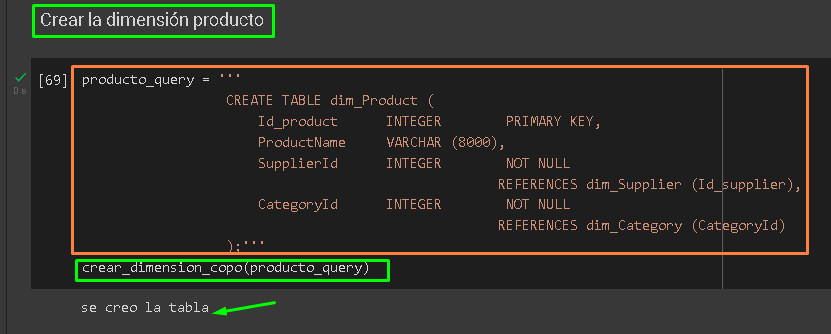 Crear la dimensión producto
[69] producto_query = '''
CREATE TABLE dim_Product (
Id_product INTEGER PRIMARY KEY,
ProductName VARCHAR (8000),
SupplierId INTEGER NOT NULL
REFERENCES dim_Supplier (Id_supplier),
CategoryId INTEGER NOT NULL
REFERENCES dim_Category (CategoryId)
);'''
crear_dimension_copo(producto_query)
se creo la tabla